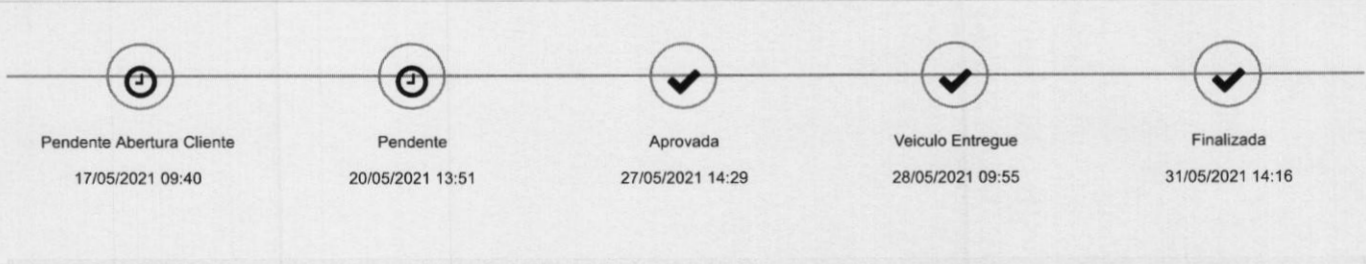 Pendente Abertura Cliente
17/05/2021 09:40
Pendente
20/05/2021 13:51
Aprovada
27/05/2021 14:29
Veiculo Entregue
28/05/2021 09:55
Finalizada
31/05/2021 14:16